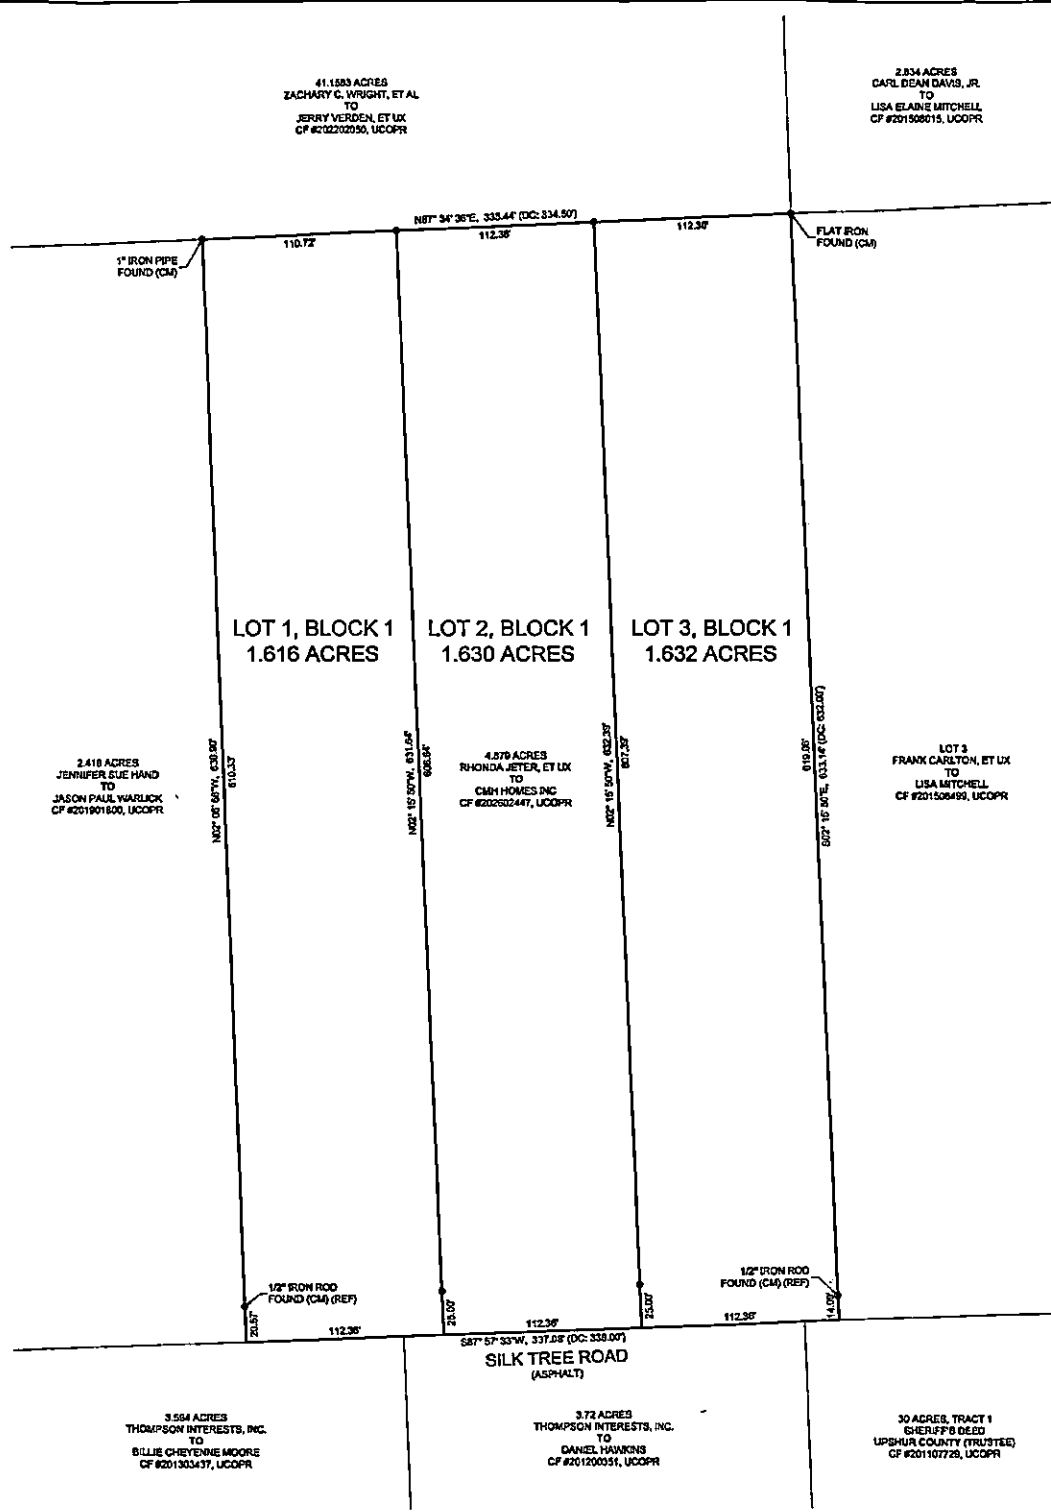 41.1583 ACRES
ZACHARY C. WRIGHT, ET AL
TO
JERRY VERDEN, ET UX
CF #202202050, UCOPR
2.834 ACRES
CARL DEAN DAVIS, JR.
TO
LISA ELAINE MITCHELL
CF #201508015, UCOPR
N87° 34' 36"E, 335.44' (DC: 334.50')
110.72'
112.36'
112.36'
1" IRON PIPE
FOUND (CM)
FLAT IRON
FOUND (CM)
LOT 1, BLOCK 1
1.616 ACRES
LOT 2, BLOCK 1
1.630 ACRES
LOT 3, BLOCK 1
1.632 ACRES
630.90'
610.33'
N02° 15' 50"W, 631.64'
606.64'
N02° 15' 50"W, 632.39'
607.39'
619.05'
S02° 15' 50"E, 633.14' (DC: 632.00')
2.418 ACRES
JENNIFER SUE HAND
TO
JASON PAUL WARLICK
CF #201901800, UCOPR
4.879 ACRES
RHONDA JETER, ET UX
TO
CMH HOMES INC
CF #202602447, UCOPR
LOT 3
FRANK CARLTON, ET UX
TO
LISA MITCHELL
CF #201506499, UCOPR
1/2" IRON ROD
FOUND (CM) (REF)
1/2" IRON ROD
FOUND (CM) (REF)
20.57'
25.00'
25.00'
112.36'
112.36'
112.36'
S87° 57' 33"W, 337.08' (DC: 338.00')
SILK TREE ROAD
(ASPHALT)
3.594 ACRES
THOMPSON INTERESTS, INC.
TO
BILLIE CHEYENNE MOORE
CF #201303437, UCOPR
3.72 ACRES
THOMPSON INTERESTS, INC.
TO
DANIEL HAWKINS
CF #201200351, UCOPR
30 ACRES, TRACT 1
SHERIFF'S DEED
UPSHUR COUNTY (TRUSTEE)
CF #201107729, UCOPR